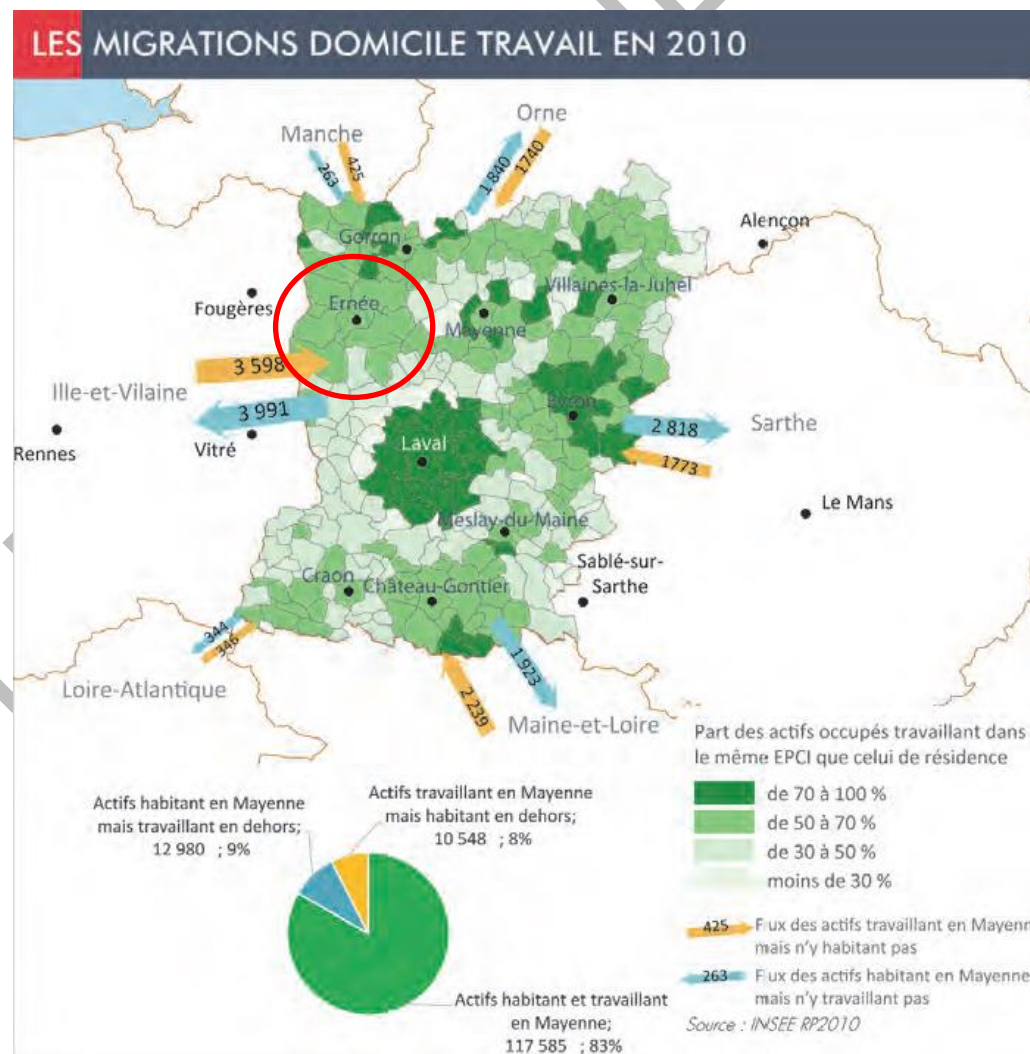 LES MIGRATIONS DOMICILE TRAVAIL EN 2010
Orne
Manche
263
425
1 840
1740
Alençon
Gorron
Villaines-la-Juhel
Fougères
Ernée
Mayenne
3 598
Ille-et-Vilaine
3 991
Evron
2 818
Sarthe
Rennes
Vitré
Laval
1773
Le Mans
Meslay-du-Maine
Sablé-sur-
Sarthe
Craon
Château-Gontier
344
346
1 923
Loire-Atlantique
2 239
Maine-et-Loire
Part des actifs occupés travaillant dans
le même EPCI que celui de résidence
de 70 à 100 %
de 50 à 70 %
de 30 à 50 %
moins de 30 %
Actifs habitant en Mayenne
mais travaillant en dehors;
12 980 ; 9%
Actifs travaillant en Mayenne
mais habitant en dehors;
10 548 ; 8%
425 Flux des actifs travaillant en Mayenn
mais n'y habitant pas
263 Flux des actifs habitant en Mayenne
mais n'y travaillant pas
Actifs habitant et travaillant
en Mayenne;
117 585 ; 83%
Source : INSEE RP2010